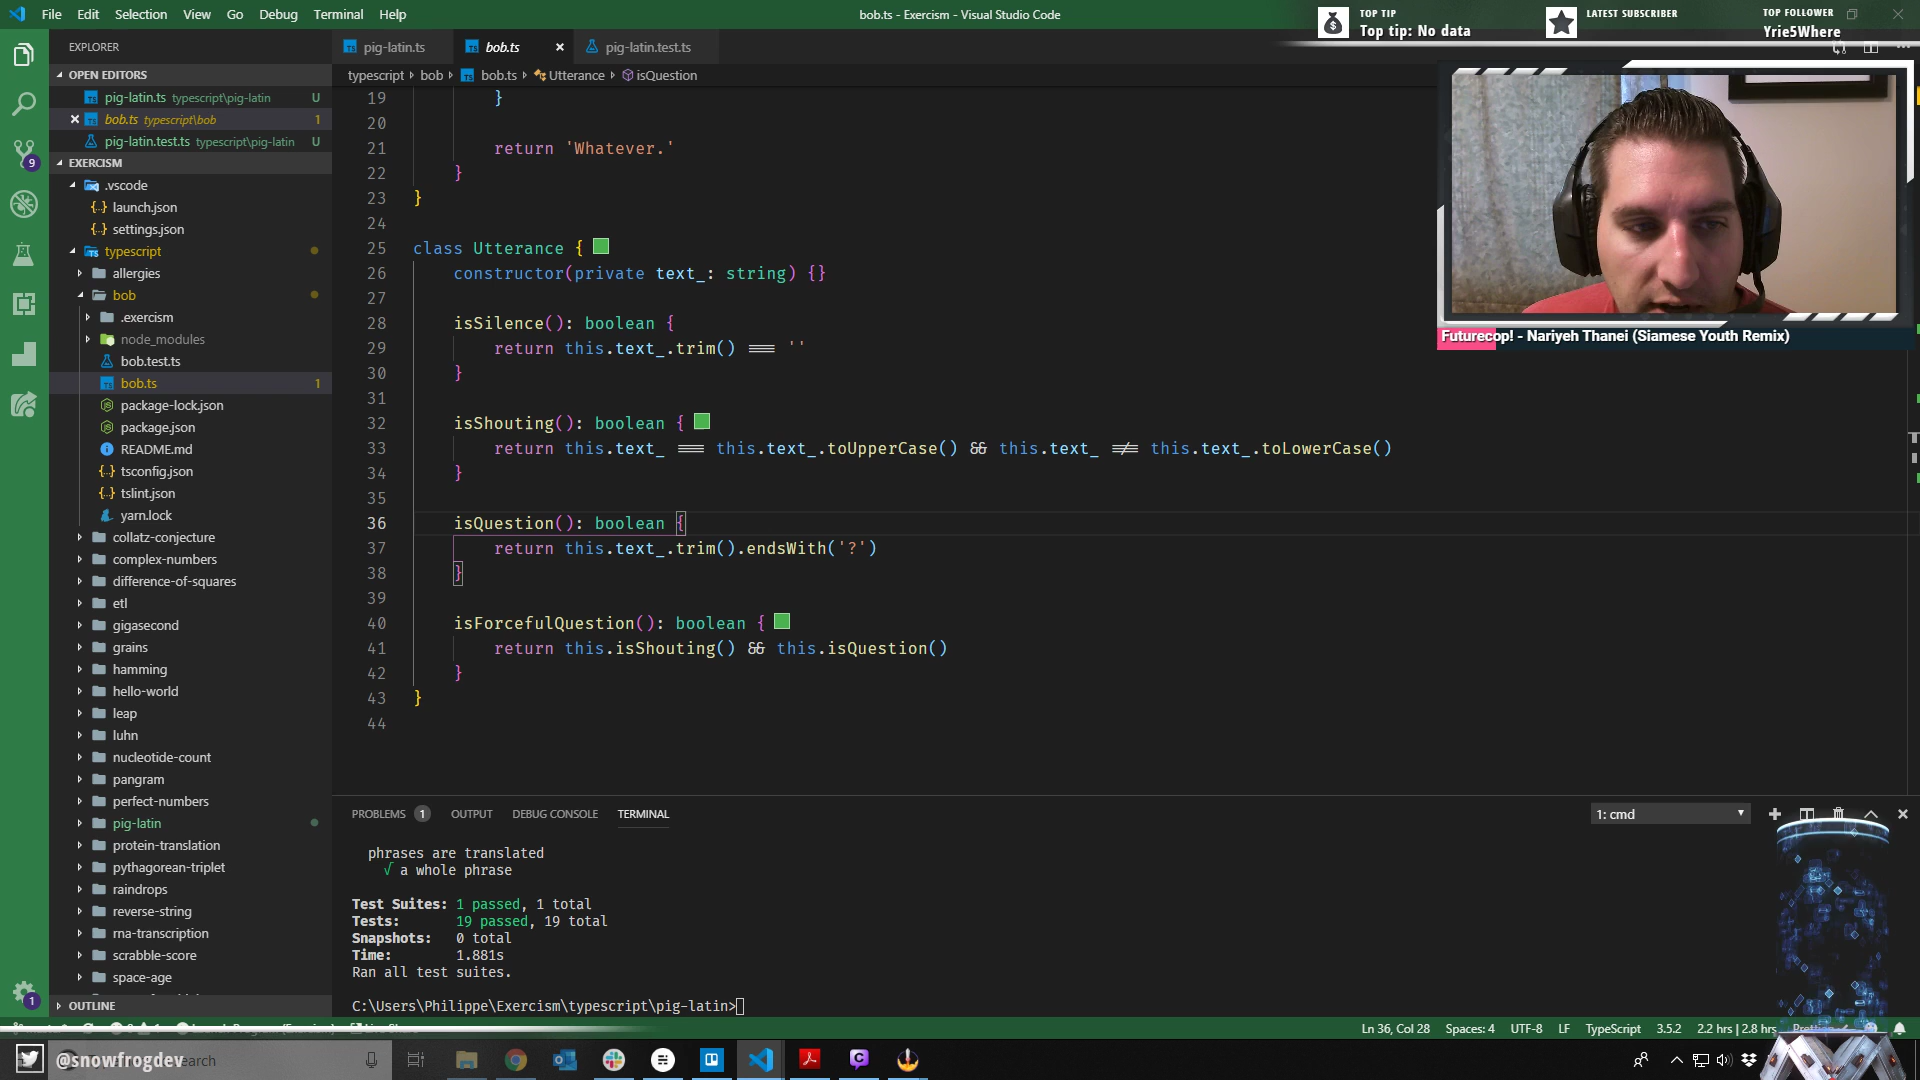 File Edit Selection View Go Debug Terminal Help
bob.ts - Exercism - Visual Studio Code
TOP TIP
Top tip: No data
LATEST SUBSCRIBER
TOP FOLLOWER
Yrie5Where
EXPLORER
OPEN EDITORS
pig-latin.ts typescript\pig-latin U
bob.ts typescript\bob 1
pig-latin.test.ts typescript\pig-latin U
EXERCISM
.vscode
launch.json
settings.json
typescript
allergies
bob
.exercism
node_modules
bob.test.ts
bob.ts 1
package-lock.json
package.json
README.md
tsconfig.json
tslint.json
yarn.lock
collatz-conjecture
complex-numbers
difference-of-squares
etl
gigasecond
grains
hamming
hello-world
leap
luhn
nucleotide-count
pangram
perfect-numbers
pig-latin
protein-translation
pythagorean-triplet
raindrops
reverse-string
rna-transcription
scrabble-score
space-age
OUTLINE
9
1
pig-latin.ts bob.ts pig-latin.test.ts
typescript bob bob.ts Utterance isQuestion
19 }
20
21 return 'Whatever.'
22 }
23 }
24
25 class Utterance {
26 constructor(private text_: string) {}
27
28 isSilence(): boolean {
29 return this.text_.trim() === ''
30 }
31
32 isShouting(): boolean {
33 return this.text_ === this.text_.toUpperCase() && this.text_ !== this.text_.toLowerCase()
34 }
35
36 isQuestion(): boolean {
37 return this.text_.trim().endsWith('?')
38 }
39
40 isForcefulQuestion(): boolean {
41 return this.isShouting() && this.isQuestion()
42 }
43 }
44
Futurecop! - Nariyeh Thanei (Siamese Youth Remix)
PROBLEMS 1 OUTPUT DEBUG CONSOLE TERMINAL
1: cmd
phrases are translated
√ a whole phrase
Test Suites: 1 passed, 1 total
Tests: 19 passed, 19 total
Snapshots: 0 total
Time: 1.881s
Ran all test suites.
C:\Users\Philippe\Exercism\typescript\pig-latin>
Ln 36, Col 28 Spaces: 4 UTF-8 LF TypeScript 3.5.2 2.2 hrs | 2.8 hrs
@snowfrogdev